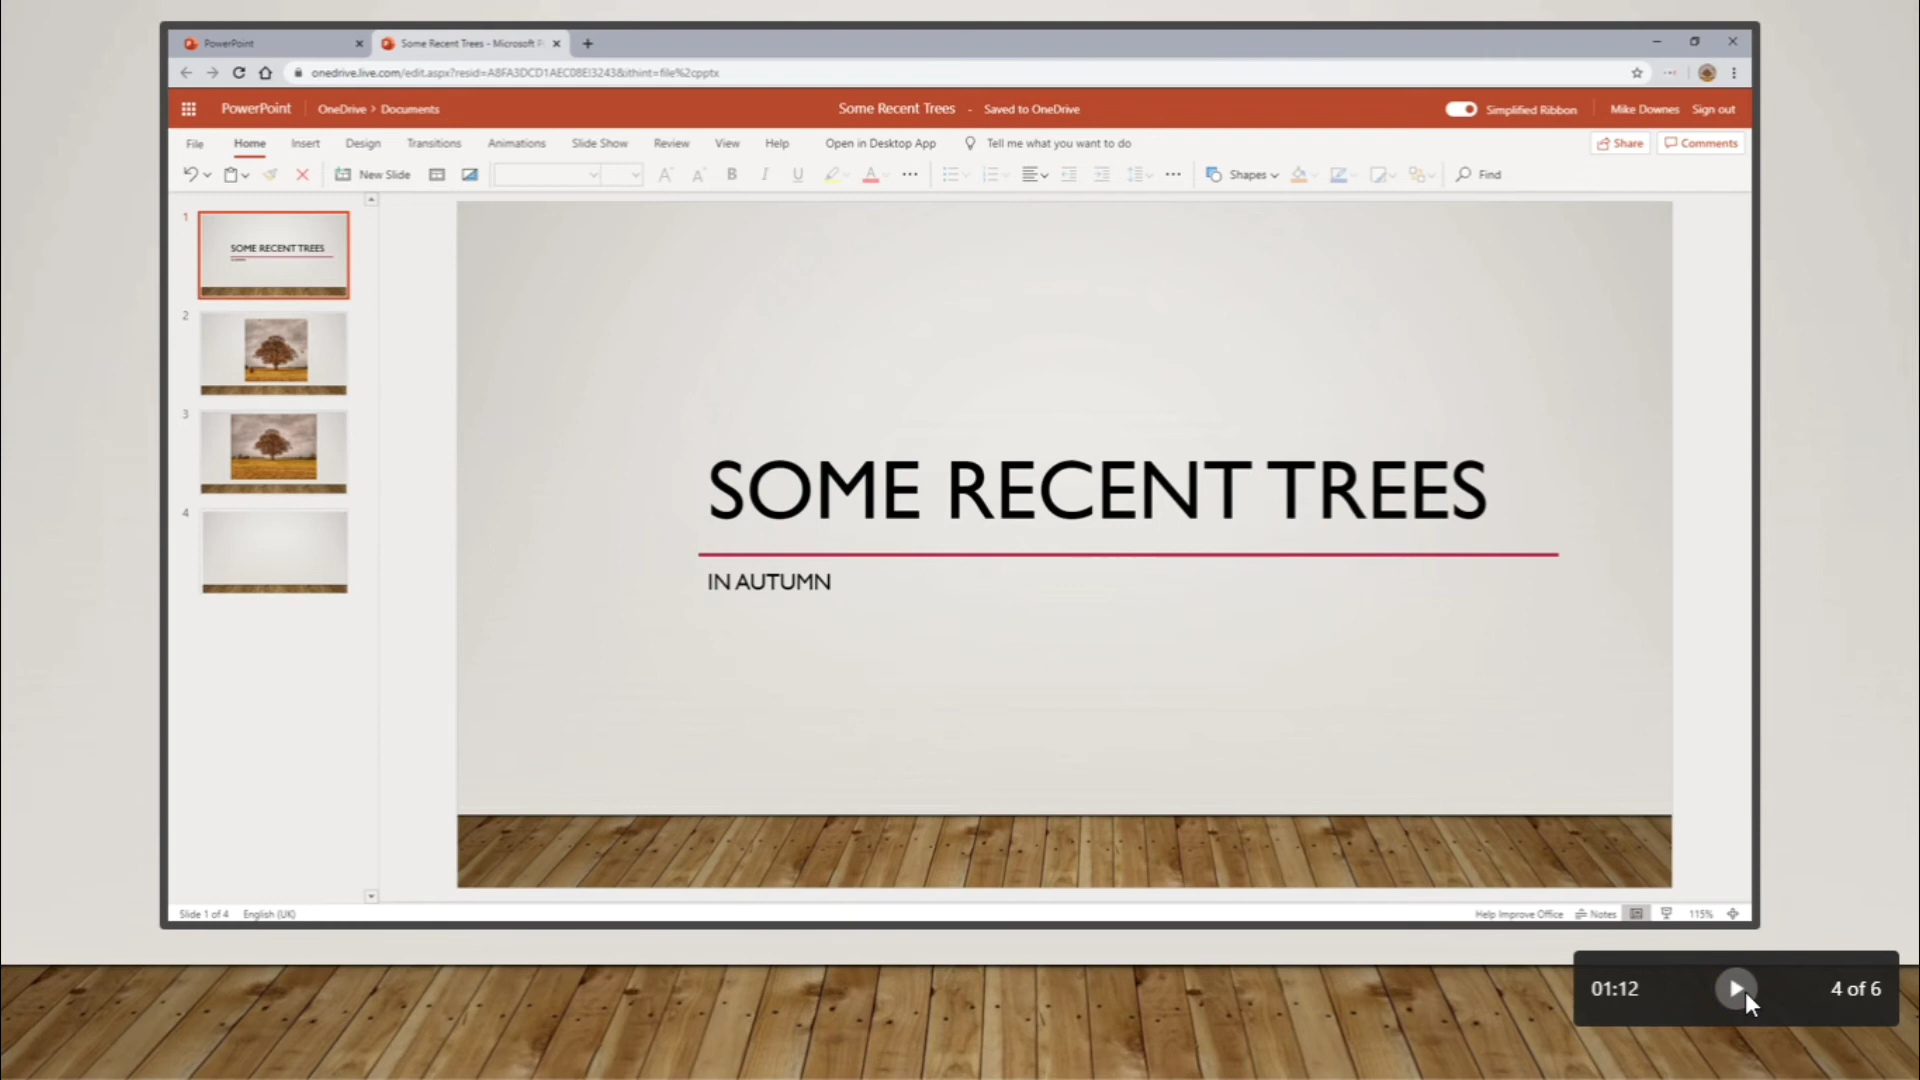 PowerPoint
Some Recent Trees - Microsoft P
onedrive.live.com/edit.aspx?resid=A8FA3DCD1AEC08E!3243&ithint=file%2cpptx
PowerPoint OneDrive > Documents Some Recent Trees - Saved to OneDrive Simplified Ribbon Mike Downes Sign out
File Home Insert Design Transitions Animations Slide Show Review View Help Open in Desktop App Tell me what you want to do Share Comments
New Slide A A B I U A Shapes Find
1
SOME RECENT TREES
2
3
4
SOME RECENT TREES
IN AUTUMN
Slide 1 of 4 English (UK) Help Improve Office Notes 115%
01:12 4 of 6